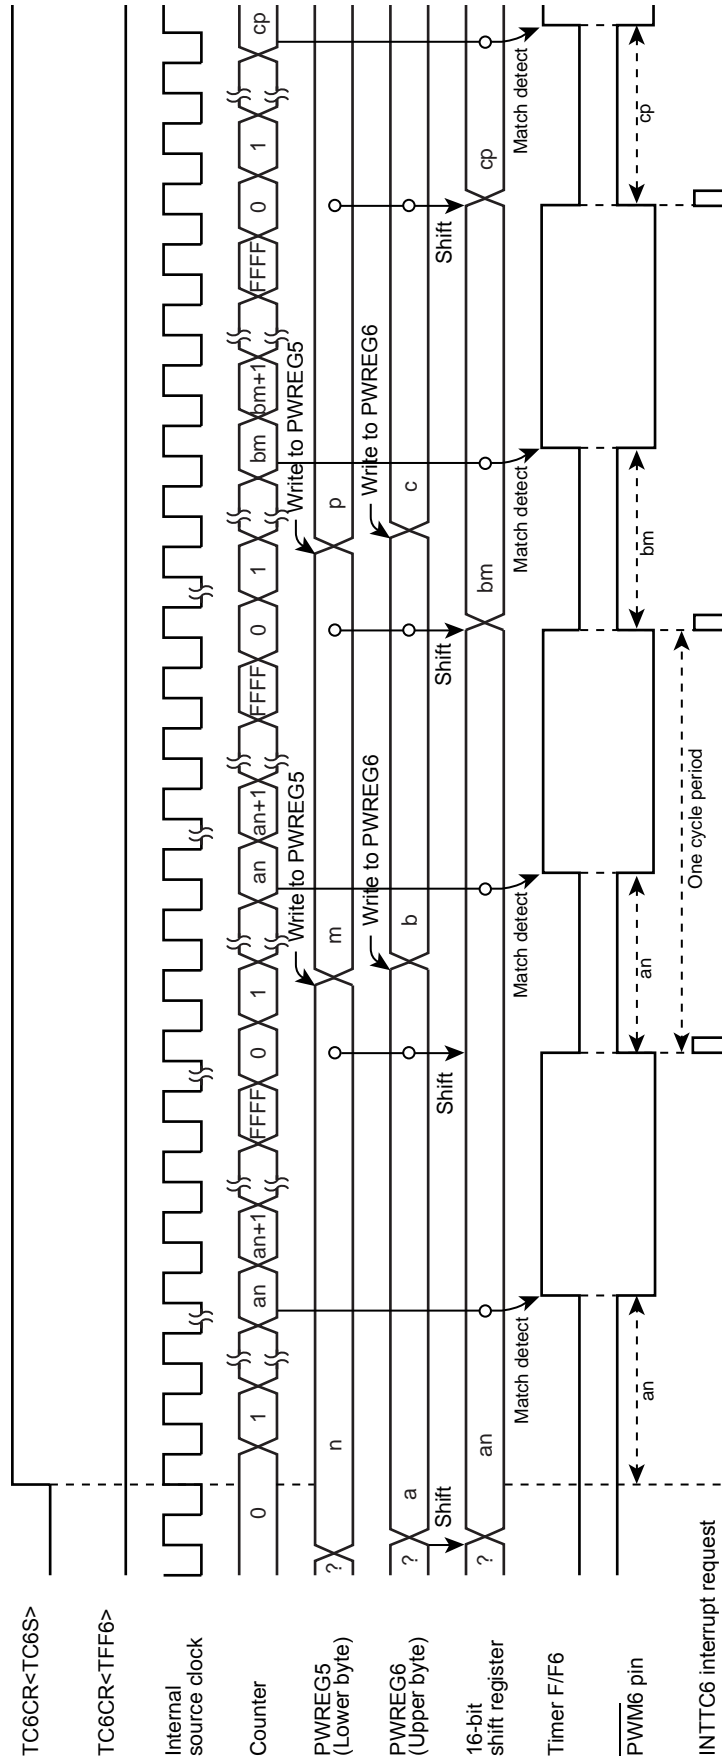 TC6CR<TC6S>
TC6CR<TFF6>
Internal
source clock
Counter
0
1
an
an+1
FFFF
0
1
an
an+1
FFFF
0
1
bm
bm+1
FFFF
0
1
cp
Write to PWREG5
Write to PWREG5
PWREG5
(Lower byte)
?
n
m
p
Write to PWREG6
Write to PWREG6
PWREG6
(Upper byte)
?
a
b
c
Shift
Shift
Shift
Shift
16-bit
shift register
?
an
bm
cp
Match detect
Match detect
Match detect
Match detect
Timer F/F6
PWM6 pin
an
an
bm
cp
One cycle period
INTTC6 interrupt request